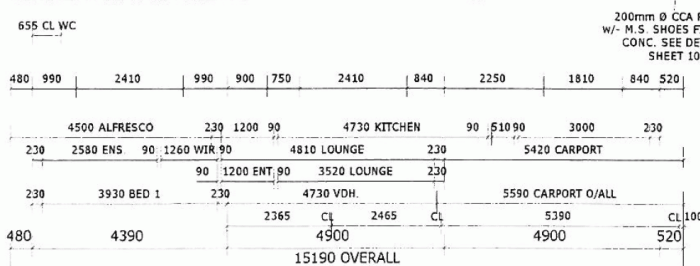 655 CL WC
200mm Ø CCA
W/- M.S. SHOES
CONC. SEE
SHEET 10
480 990 2410 990 900 750 2410 840 2250 1810 840 520
4500 ALFRESCO 230 1200 90 4730 KITCHEN 90 510 90 3000 230
230 2580 ENS 90 1260 WIR 90 4810 LOUNGE 230 5420 CARPORT
90 1200 ENT 90 3520 LOUNGE 230
230 3930 BED 1 230 4730 VDH. 5590 CARPORT O/ALL
2365 CL 2465 CL 5390 CL 100
480 4390 4900 4900 520
15190 OVERALL